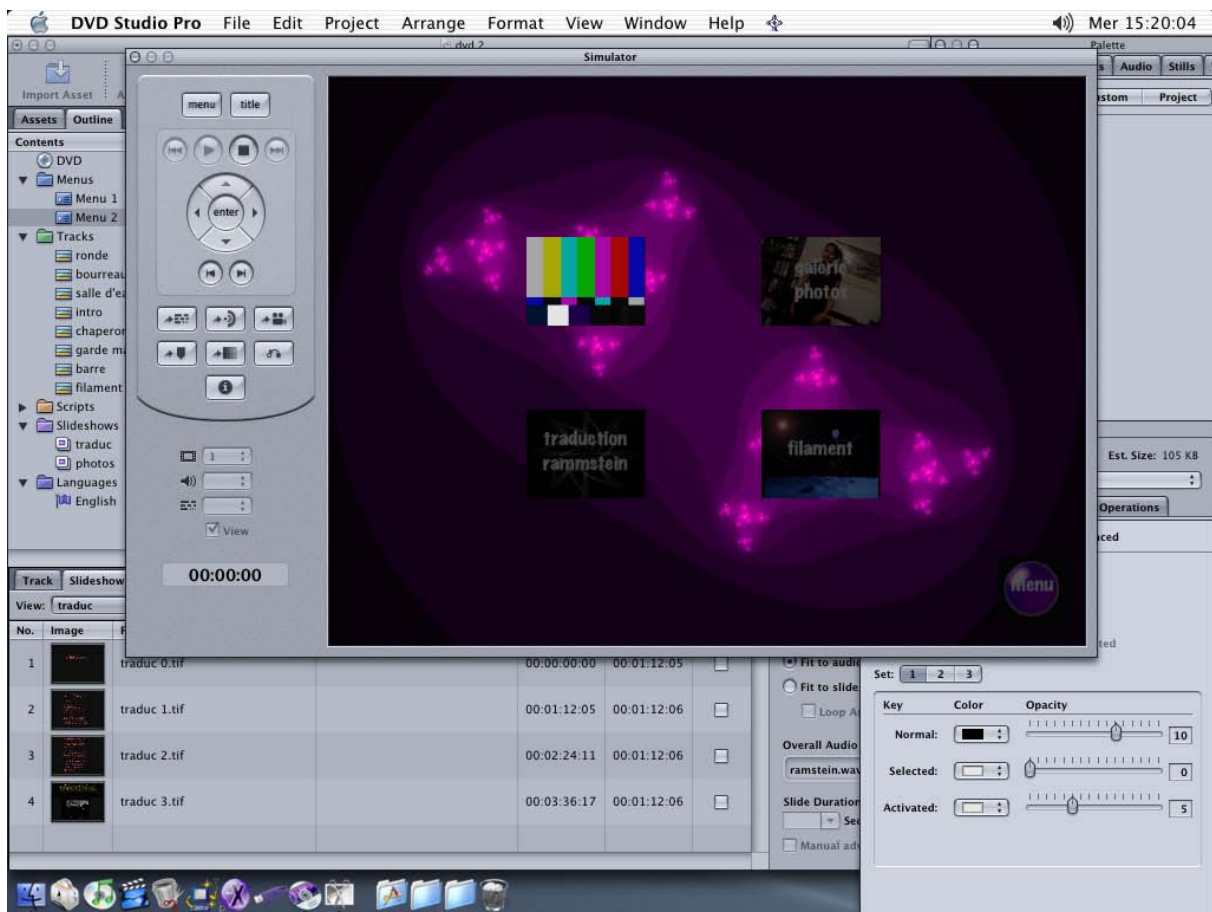 DVD Studio Pro File Edit Project Arrange Format View Window Help Mer 15:20:04
dvd 2
Palette
Simulator
Import Asset
Audio Stills
Project
Assets Outline
menu title
Contents
DVD
Menus
Menu 1
Menu 2
enter
Tracks
ronde
salle d'ea
intro
garde
barre
filament
Scripts
Slideshows
traduc
photos
Languages
English
galerie
photos
traduction
rammstein
filament
menu
1
View
00:00:00
Est. Size: 105 KB
Operations
Track Slideshow
View: traduc
No. Image
1 traduc 0.tif 00:00:00:00 00:01:12:05
2 traduc 1.tif 00:01:12:05 00:01:12:06
3 traduc 2.tif 00:02:24:11 00:01:12:06
4 traduc 3.tif 00:03:36:17 00:01:12:06
Fit to audio
Fit to slide
Loop
Overall Audio
ramstein.wav
Slide Duration
Manual
Set: 1 2 3
Key Color Opacity
Normal: 10
Selected: 0
Activated: 5